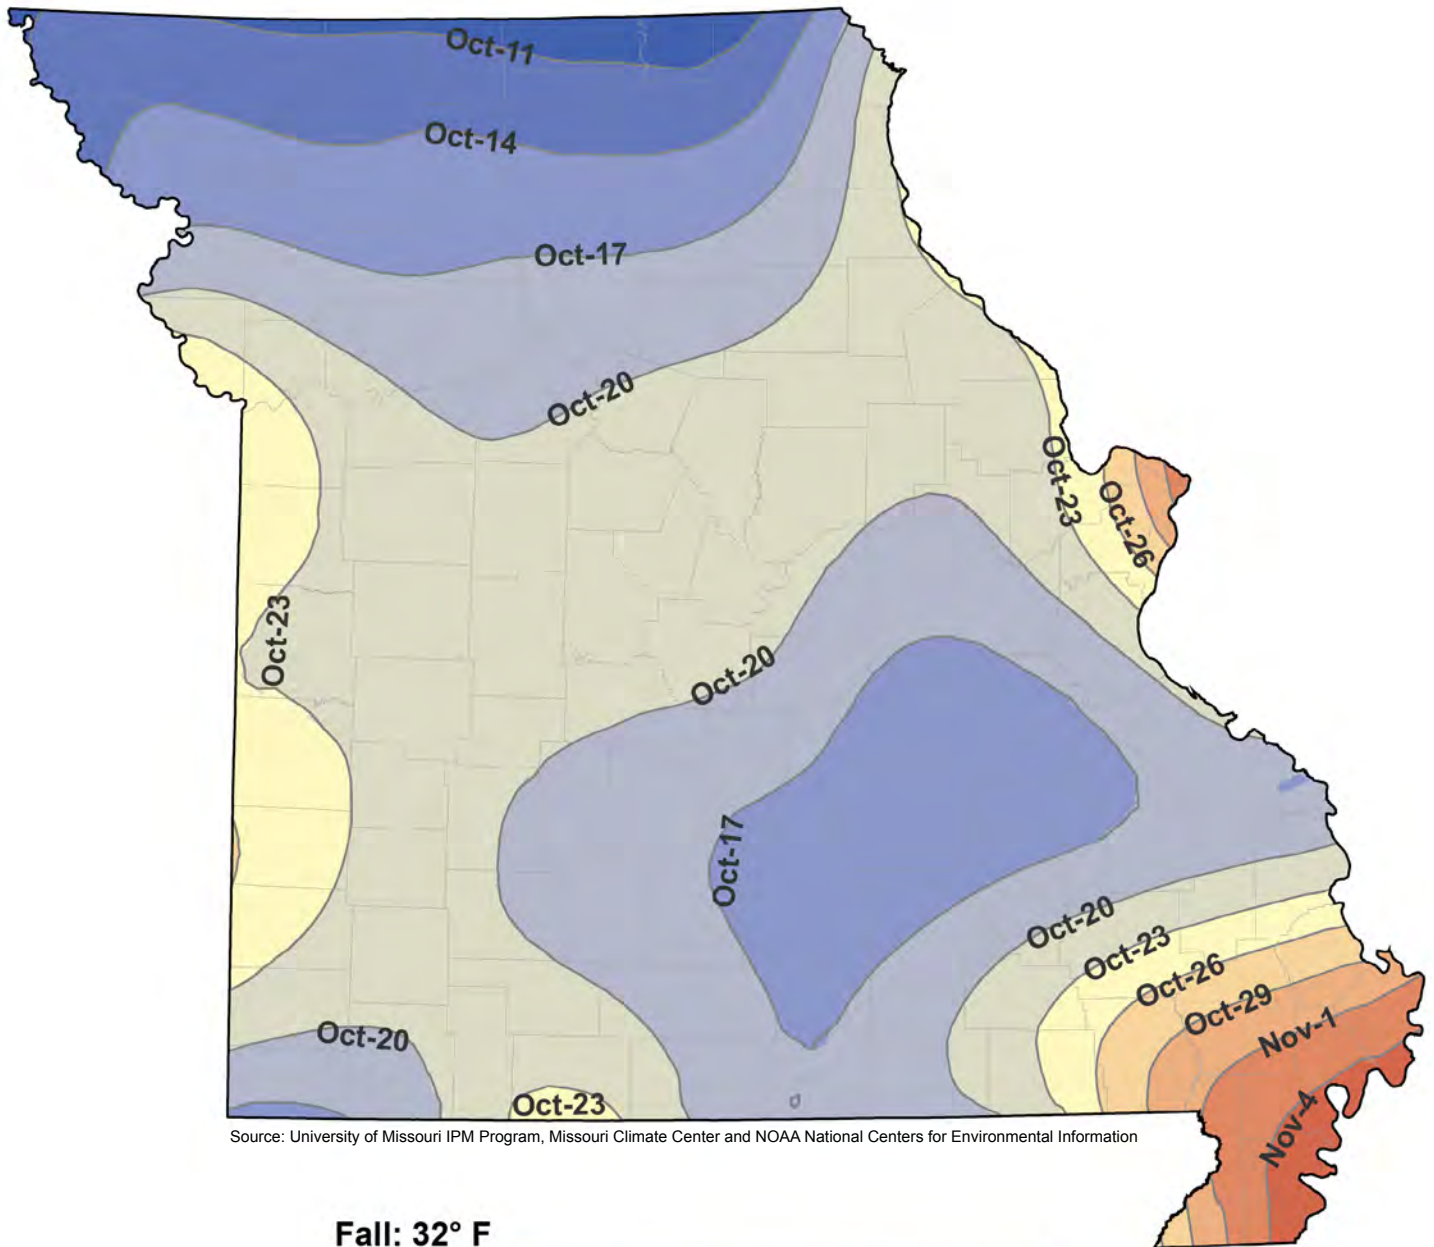 Oct-11
Oct-14
Oct-17
Oct-20
Oct-23
Oct-26
Oct-23
Oct-20
Oct-17
Oct-20
Oct-23
Oct-26
Oct-29
Nov-1
Oct-20
Nov-4
Oct-23
Source: University of Missouri IPM Program, Missouri Climate Center and NOAA National Centers for Environmental Information
Fall: 32° F